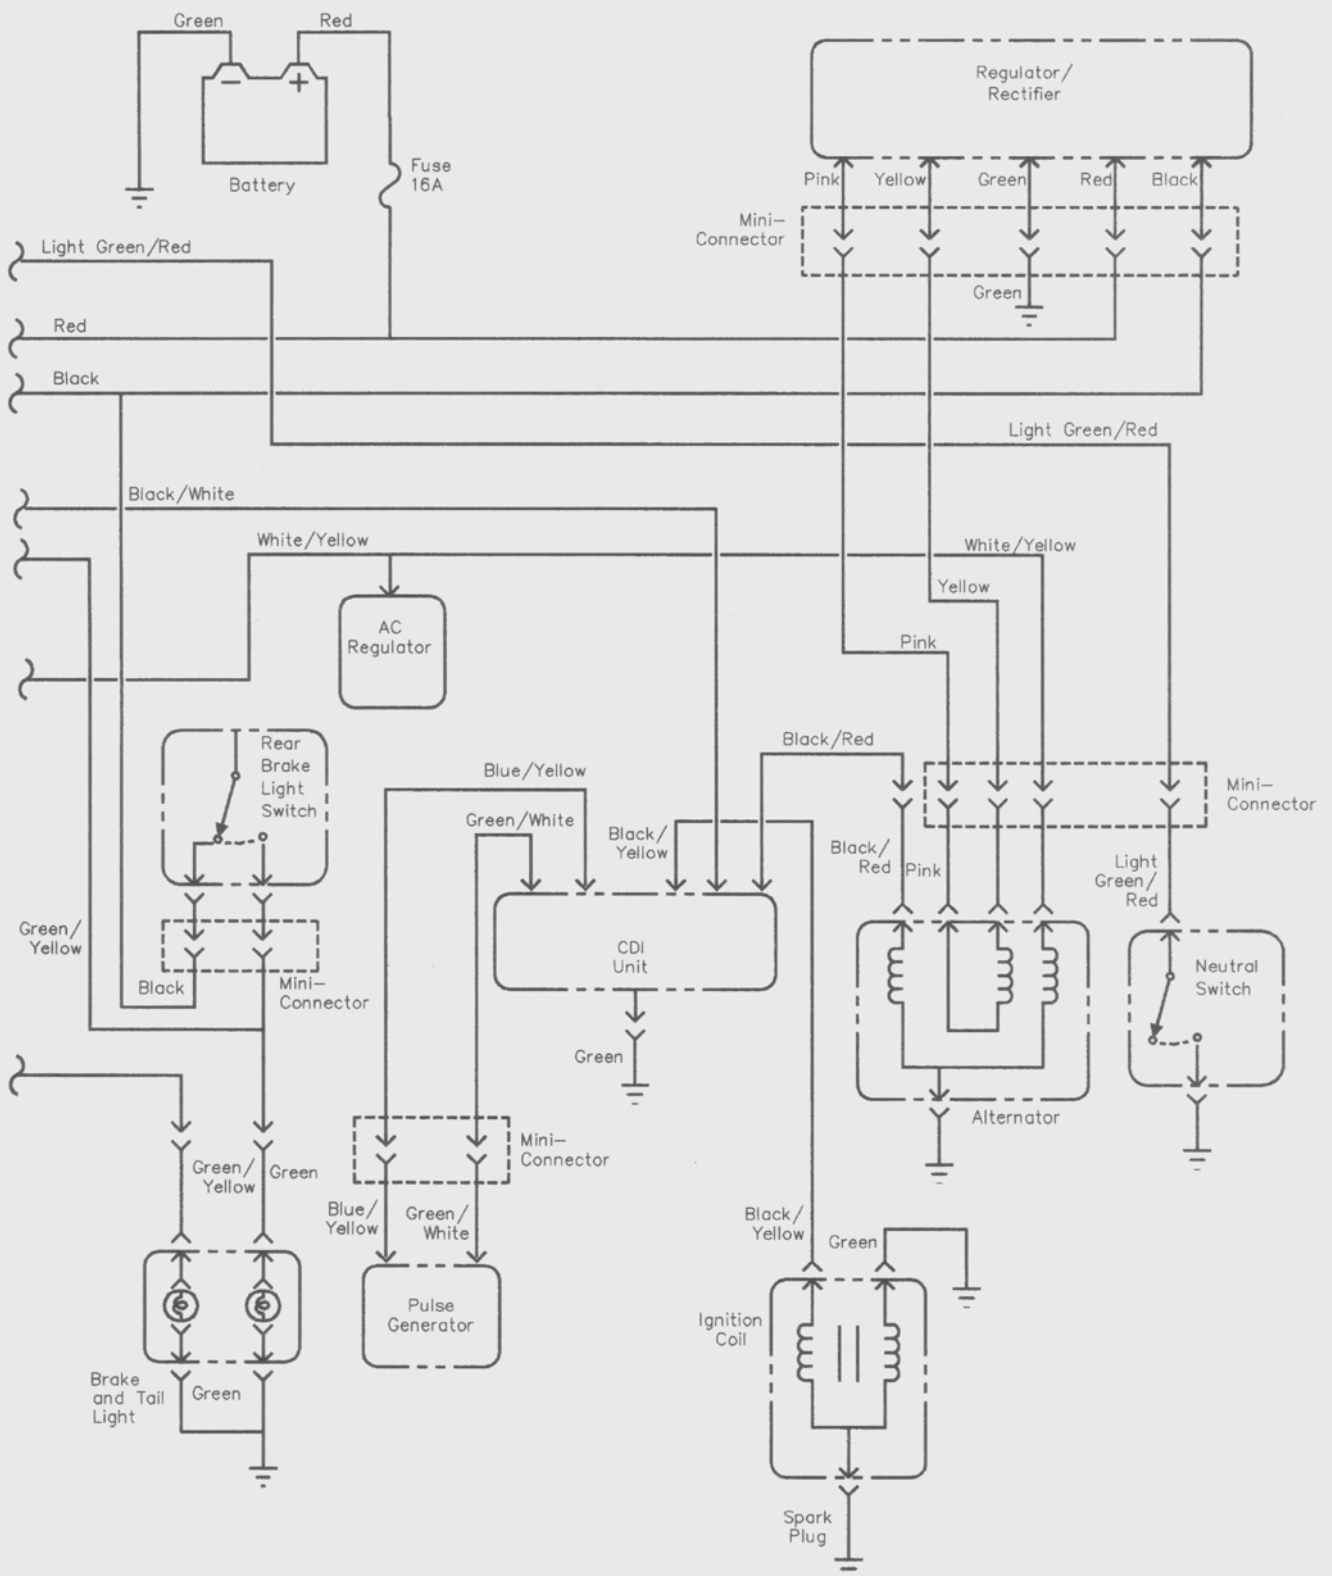 Green
Red
Regulator/
Rectifier
−
+
Battery
Fuse
16A
Pink
Yellow
Green
Red
Black
Mini-
Connector
Light Green/Red
Green
Red
Black
Light Green/Red
Black/White
White/Yellow
White/Yellow
Yellow
AC
Regulator
Pink
Rear
Brake
Light
Switch
Black/Red
Blue/Yellow
Green/White
Mini-
Connector
Black/
Yellow
Black/
Red
Pink
Light
Green/
Red
Green/
Yellow
CDI
Unit
Neutral
Switch
Black
Mini-
Connector
Green
Alternator
Mini-
Connector
Green/
Yellow
Green
Blue/
Yellow
Green/
White
Black/
Yellow
Green
Pulse
Generator
Ignition
Coil
Brake
and Tail
Light
Green
Spark
Plug